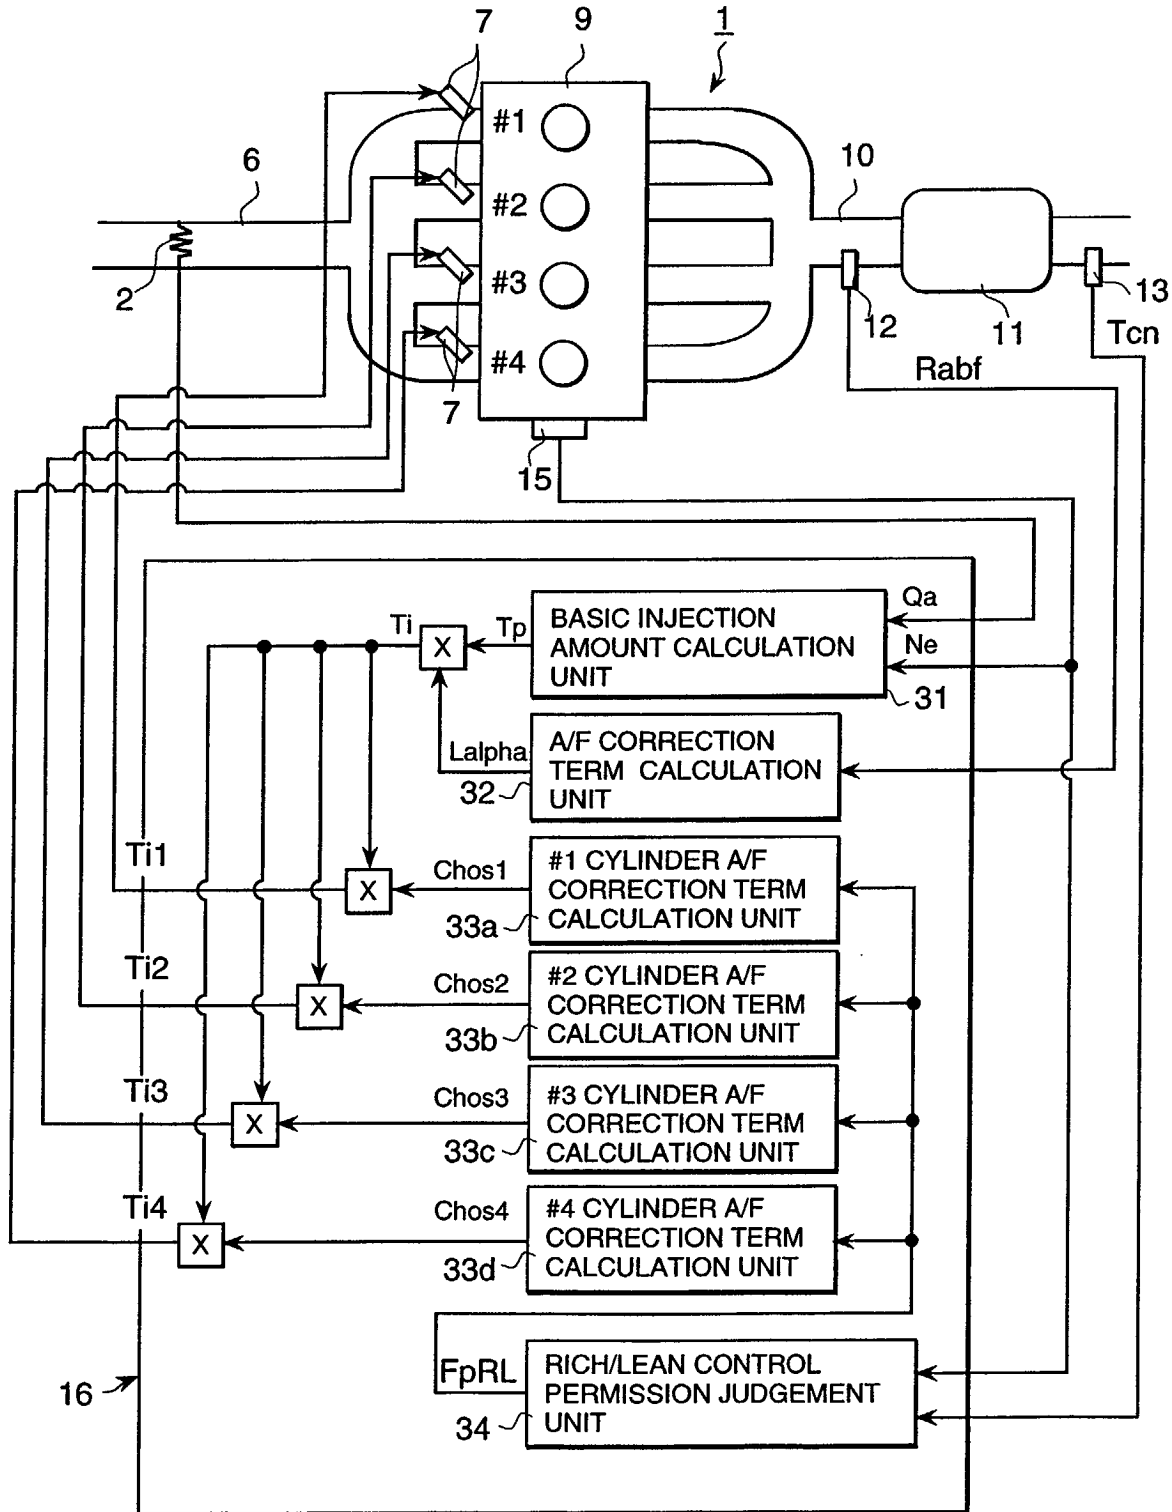 7
9
1
#1
6
10
#2
2
#3
12
11
13
Tcn
#4
7
Rabf
15
Qa
BASIC INJECTION
AMOUNT CALCULATION
UNIT
Ti
X
Tp
Ne
31
A/F CORRECTION
TERM CALCULATION
UNIT
Lalpha
32
Ti1
#1 CYLINDER A/F
CORRECTION TERM
CALCULATION UNIT
Chos1
X
33a
Ti2
#2 CYLINDER A/F
CORRECTION TERM
CALCULATION UNIT
Chos2
X
33b
Ti3
#3 CYLINDER A/F
CORRECTION TERM
CALCULATION UNIT
Chos3
X
33c
Ti4
#4 CYLINDER A/F
CORRECTION TERM
CALCULATION UNIT
Chos4
X
33d
FpRL
RICH/LEAN CONTROL
PERMISSION JUDGEMENT
UNIT
16
34